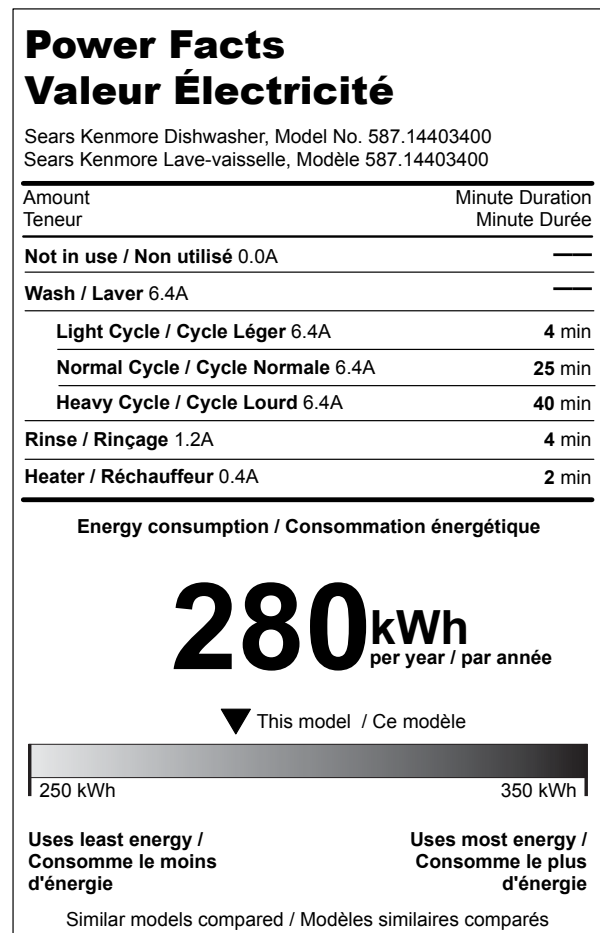 Power Facts
Valeur Électricité
Sears Kenmore Dishwasher, Model No. 587.14403400
Sears Kenmore Lave-vaisselle, Modèle 587.14403400
Amount Minute Duration
Teneur Minute Durée
Not in use / Non utilisé 0.0A ——
Wash / Laver 6.4A ——
Light Cycle / Cycle Léger 6.4A 4 min
Normal Cycle / Cycle Normale 6.4A 25 min
Heavy Cycle / Cycle Lourd 6.4A 40 min
Rinse / Rinçage 1.2A 4 min
Heater / Réchauffeur 0.4A 2 min
Energy consumption / Consommation énergétique
280 kWh
per year / par année
This model / Ce modèle
250 kWh 350 kWh
Uses least energy / Uses most energy /
Consomme le moins Consomme le plus
d'énergie d'énergie
Similar models compared / Modèles similaires comparés